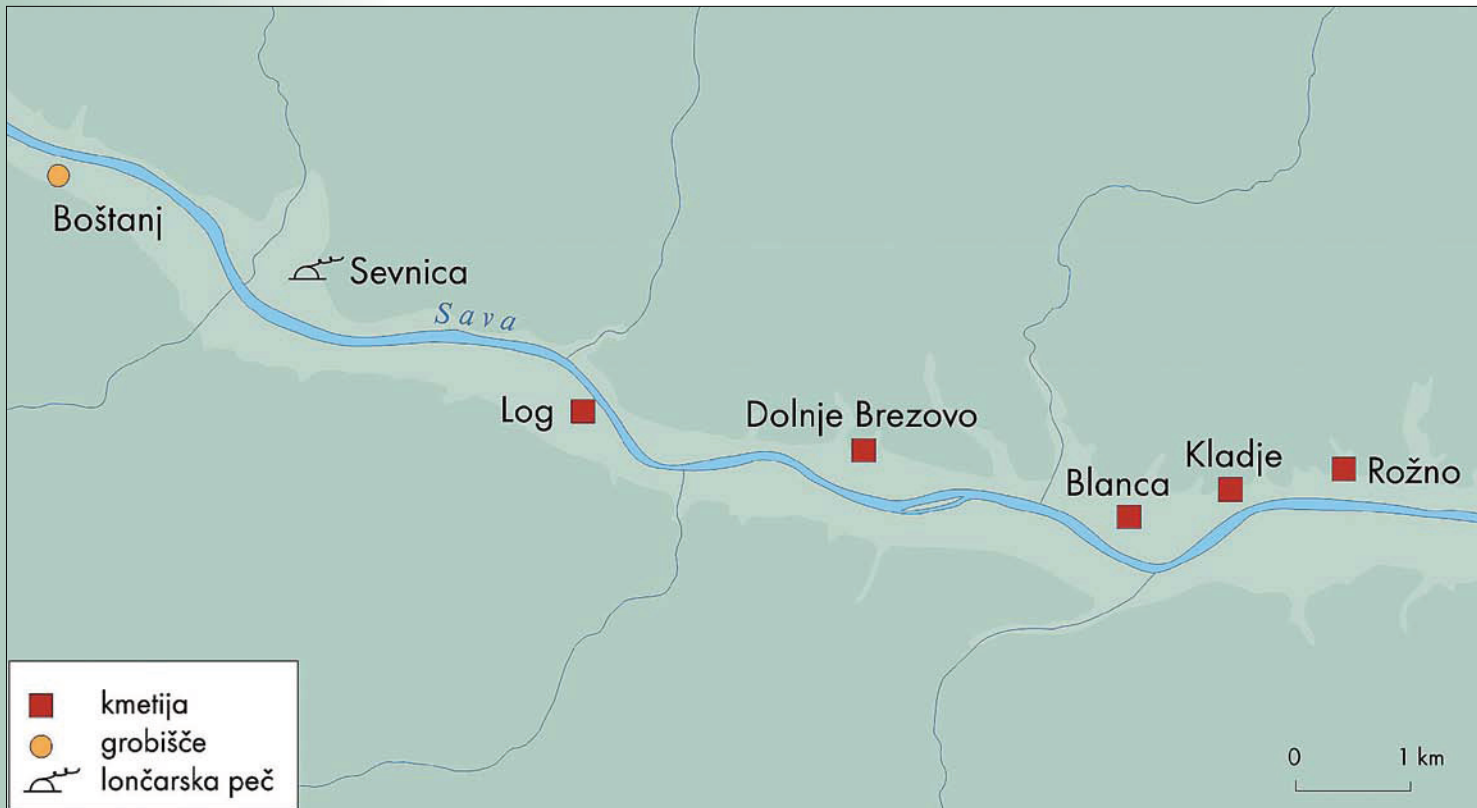 Boštanj
Sevnica
Sava
Log
Dolnje Brezovo
Blanca
Kladje
Rožno
kmetija
grobišče
lončarska peč
0 1 km